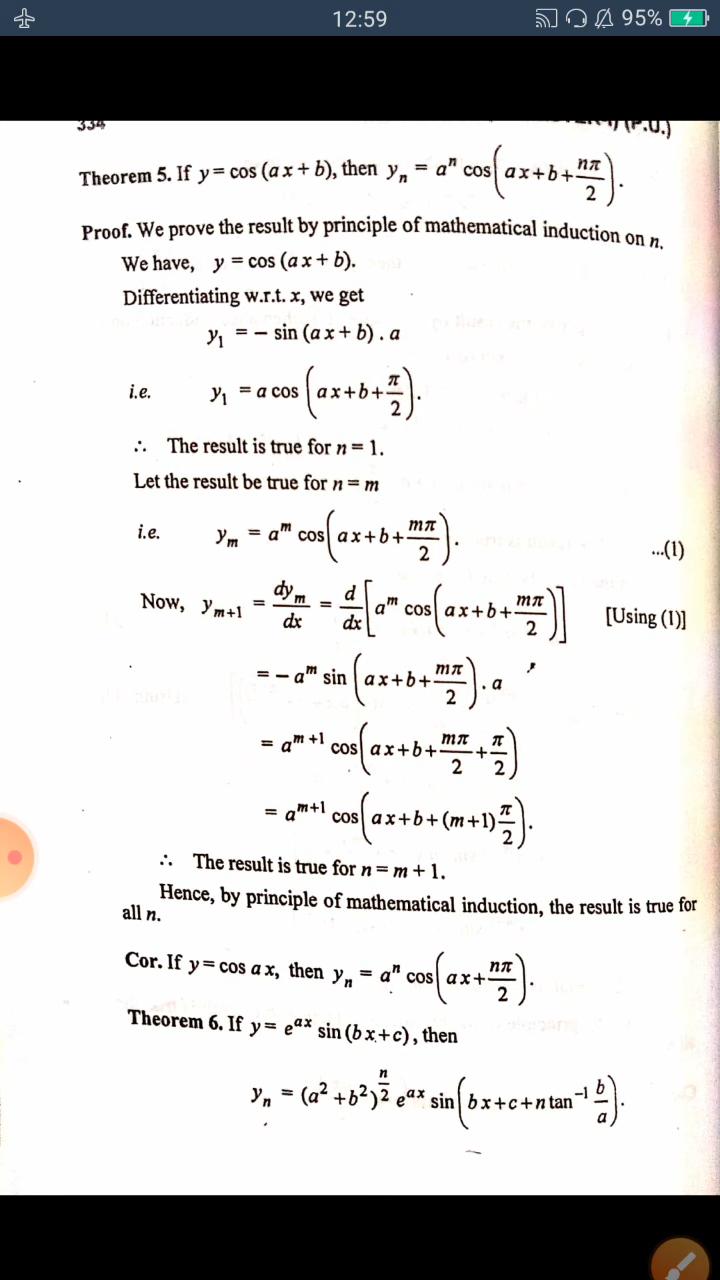 12:59
95%
334
(P.U.)
Theorem 5. If y = cos (ax + b), then yₙ = aⁿ cos(ax+b+nπ/2).
Proof. We prove the result by principle of mathematical induction on n.
We have, y = cos (ax + b).
Differentiating w.r.t. x, we get
y₁ = – sin (ax + b) . a
i.e. y₁ = a cos (ax+b+π/2).
∴ The result is true for n = 1.
Let the result be true for n = m
i.e. yₘ = aᵐ cos(ax+b+mπ/2). ...(1)
Now, yₘ₊₁ = dyₘ/dx = d/dx[aᵐ cos(ax+b+mπ/2)] [Using (1)]
= – aᵐ sin (ax+b+mπ/2) . a
= aᵐ⁺¹ cos(ax+b+mπ/2+π/2)
= aᵐ⁺¹ cos(ax+b+(m+1)π/2).
∴ The result is true for n = m + 1.
Hence, by principle of mathematical induction, the result is true for
all n.
Cor. If y = cos ax, then yₙ = aⁿ cos(ax+nπ/2).
Theorem 6. If y = eᵃˣ sin (bx+c), then
yₙ = (a² + b²)^(n/2) eᵃˣ sin(bx+c+n tan⁻¹ b/a).